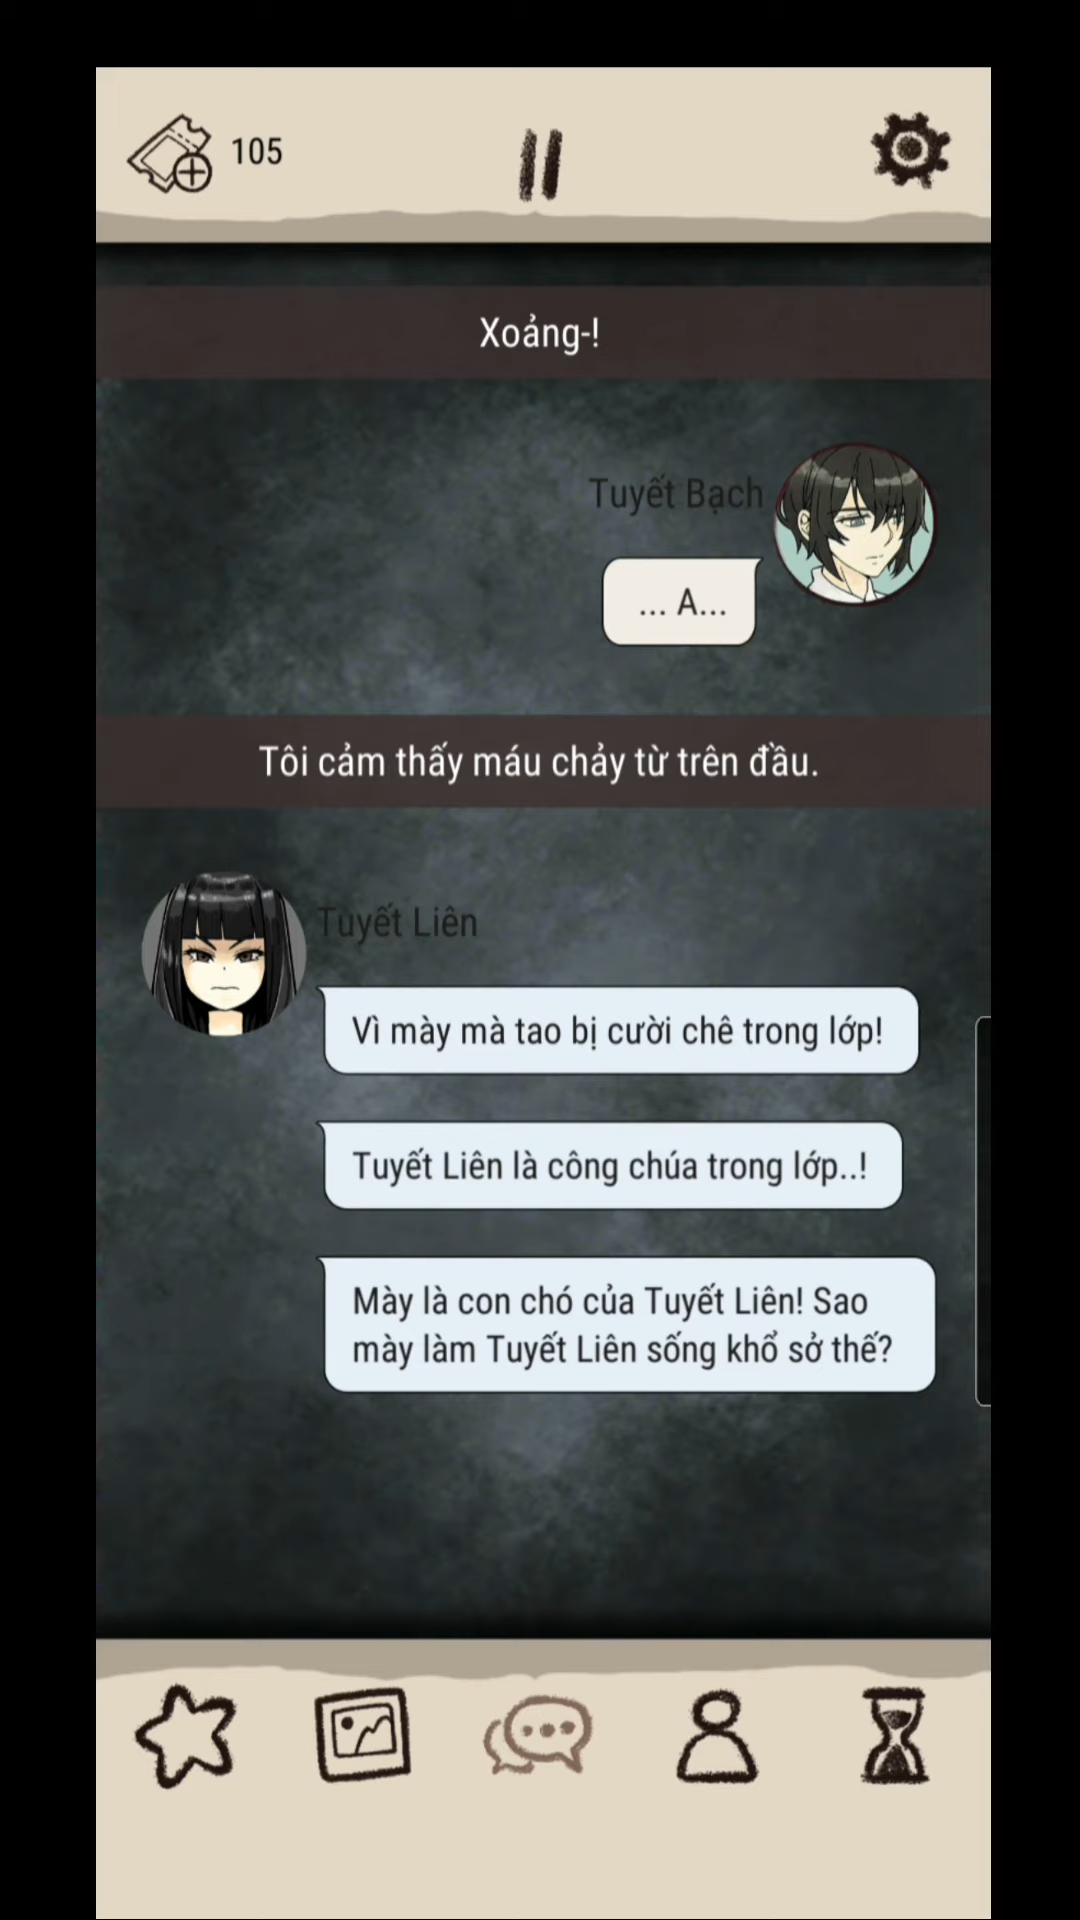 105
Xoảng-!
Tuyết Bạch
... A...
Tôi cảm thấy máu chảy từ trên đầu.
Tuyết Liên
Vì mày mà tao bị cười chê trong lớp!
Tuyết Liên là công chúa trong lớp..!
Mày là con chó của Tuyết Liên! Sao
mày làm Tuyết Liên sống khổ sở thế?